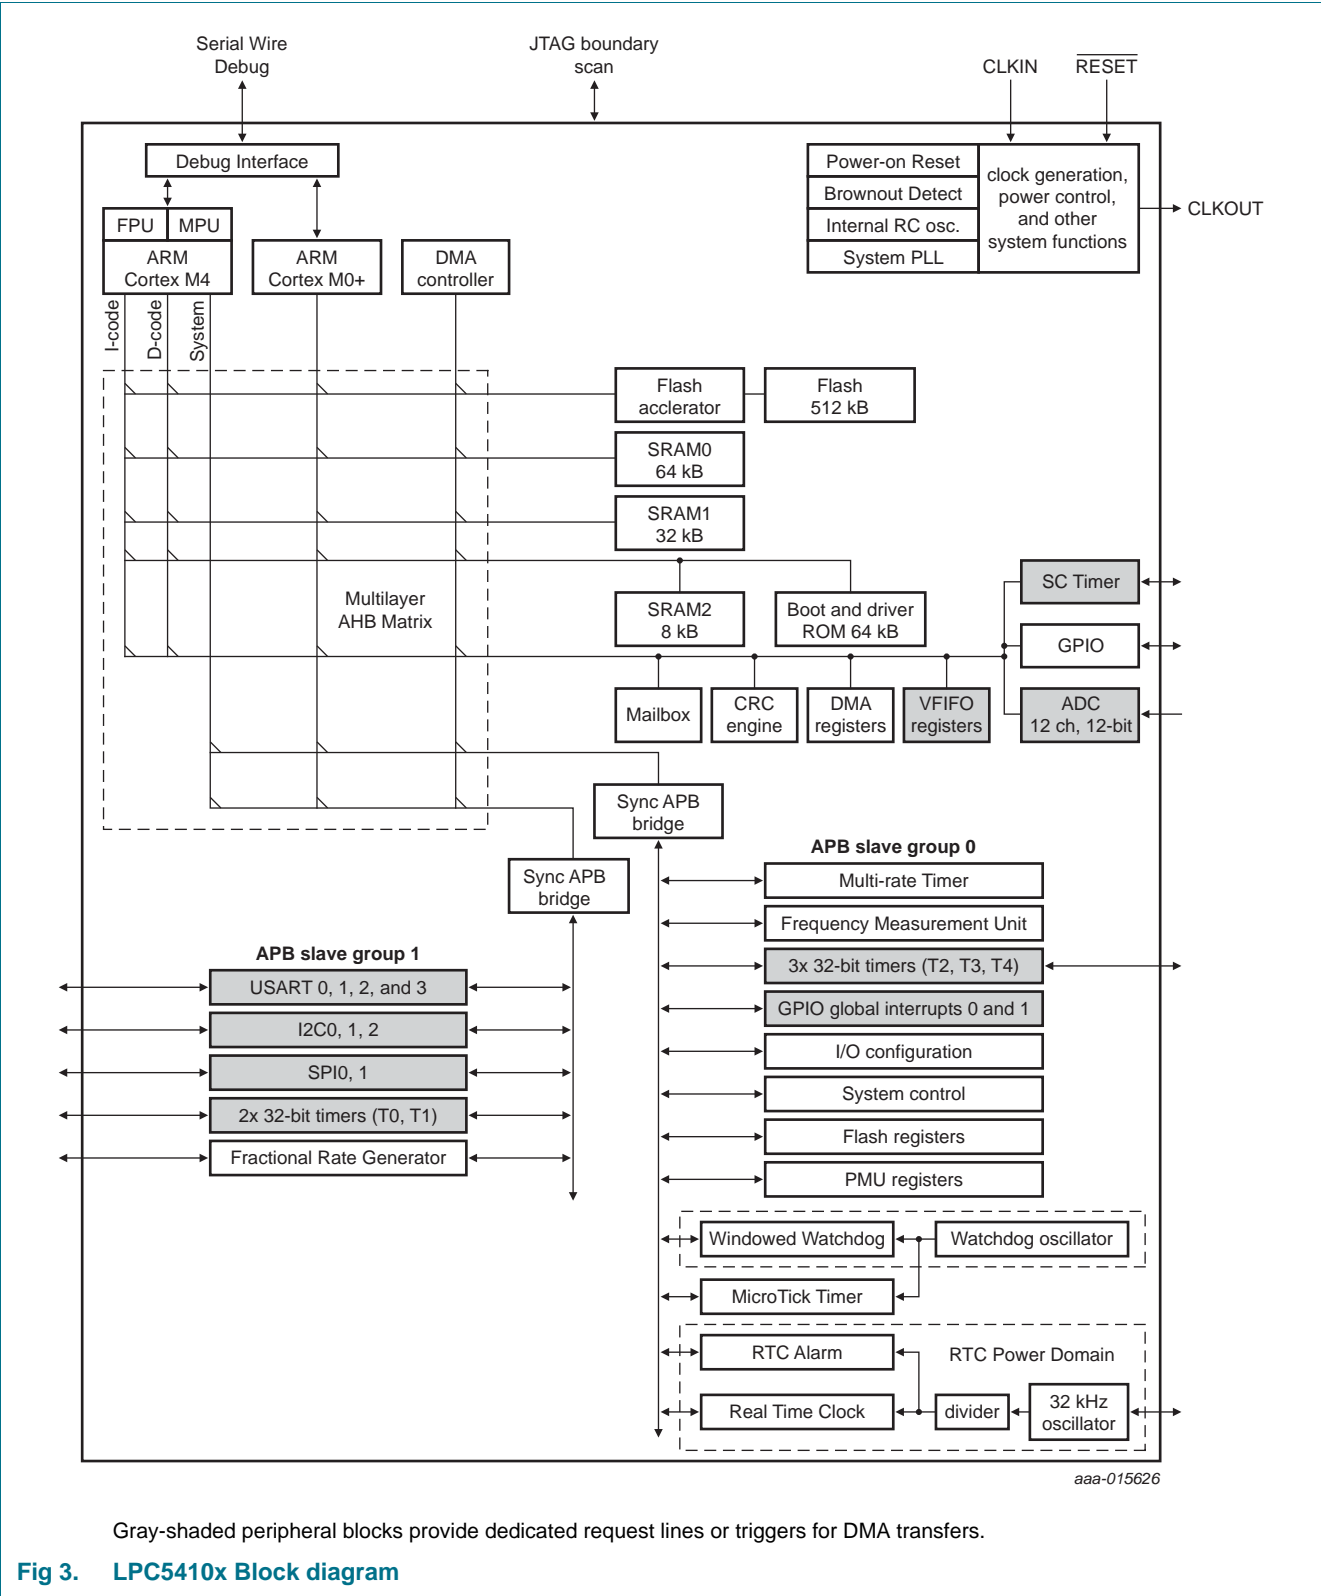 Serial Wire
Debug
JTAG boundary
scan
CLKIN
RESET
Debug Interface
Power-on Reset
Brownout Detect
Internal RC osc.
System PLL
clock generation,
power control,
and other
system functions
CLKOUT
FPU
MPU
ARM
Cortex M4
ARM
Cortex M0+
DMA
controller
I-code
D-code
System
Flash
acclerator
Flash
512 kB
SRAM0
64 kB
SRAM1
32 kB
Multilayer
AHB Matrix
SRAM2
8 kB
Boot and driver
ROM 64 kB
SC Timer
GPIO
ADC
12 ch, 12-bit
Mailbox
CRC
engine
DMA
registers
VFIFO
registers
Sync APB
bridge
Sync APB
bridge
APB slave group 0
Multi-rate Timer
Frequency Measurement Unit
3x 32-bit timers (T2, T3, T4)
GPIO global interrupts 0 and 1
I/O configuration
System control
Flash registers
PMU registers
APB slave group 1
USART 0, 1, 2, and 3
I2C0, 1, 2
SPI0, 1
2x 32-bit timers (T0, T1)
Fractional Rate Generator
Windowed Watchdog
Watchdog oscillator
MicroTick Timer
RTC Alarm
RTC Power Domain
Real Time Clock
divider
32 kHz
oscillator
aaa-015626
Gray-shaded peripheral blocks provide dedicated request lines or triggers for DMA transfers.
Fig 3. LPC5410x Block diagram